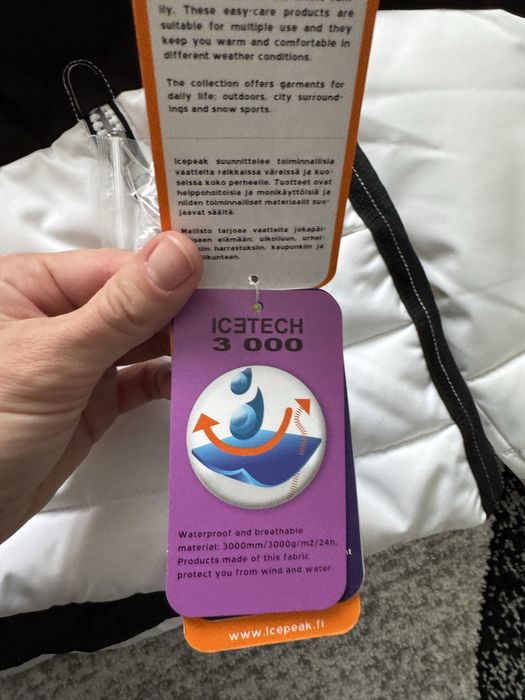 ily. These easy-care products are
suitable for multiple use and they
keep you warm and comfortable in
different weather conditions.
The collection offers garments for
daily life: outdoors, city surround-
ings and snow sports.
Icepeak suunnittelee toiminnallisia
vaatteita raikkaissa väreissä ja kuo-
seissa koko perheelle. Tuotteet ovat
helppohoitoisia ja monikäyttöisiä ja
niiden toiminnalliset materiaalit suo-
jaavat säältä.
Mallisto tarjoaa vaatteita jokapäi-
iseen elämään: ulkoiluun, urhei-
siin harrastuksiin, kaupunkiin ja
liikuntaan.
ICETECH
3 000
Waterproof and breathable
material: 3000mm/3000g/m2/24h.
Products made of this fabric
protect you from wind and water.
www.icepeak.fi